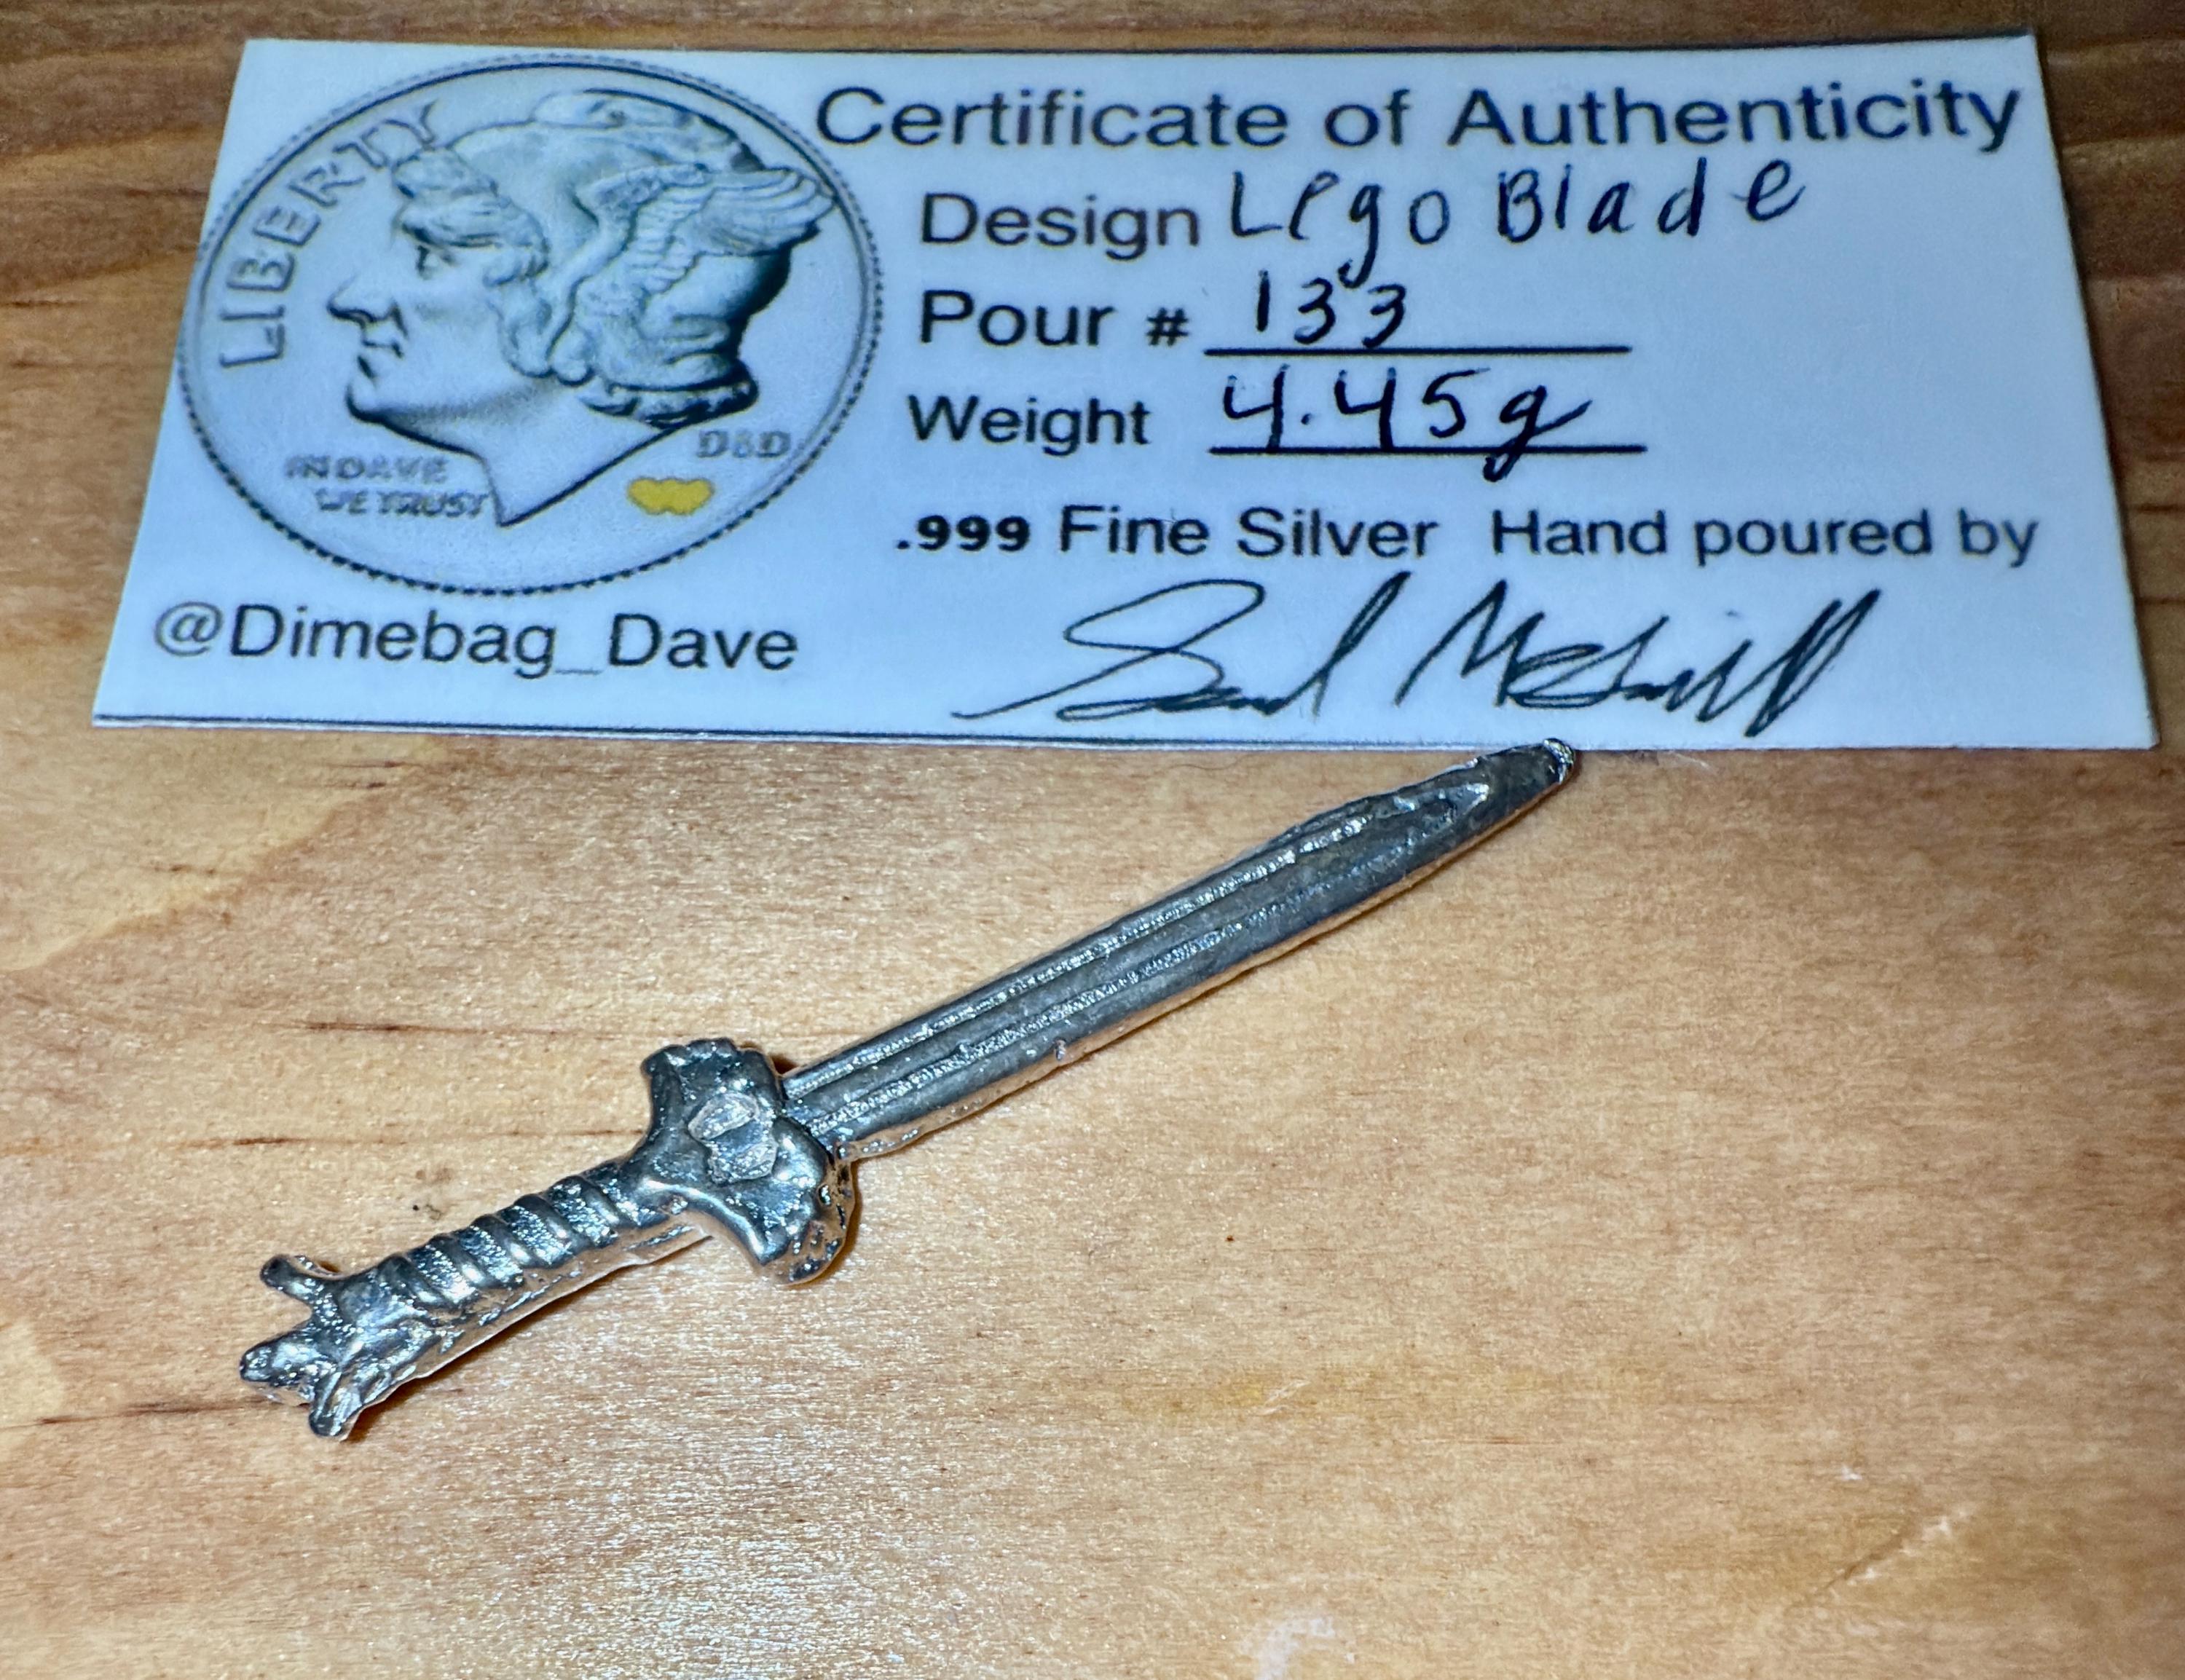 LIBERTY
IN DAVE
WE TRUST
D&D
@Dimebag_Dave
Certificate of Authenticity
Design Lego Blade
Pour # 133
Weight 4.45g
.999 Fine Silver Hand poured by